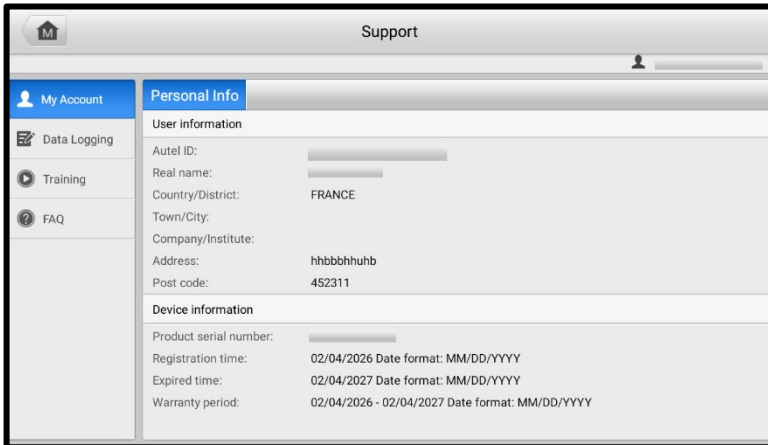 M
Support
My Account
Data Logging
Training
FAQ
Personal Info
User information
Autel ID:
Real name:
Country/District: FRANCE
Town/City:
Company/Institute:
Address: hhbbbhhuhb
Post code: 452311
Device information
Product serial number:
Registration time: 02/04/2026 Date format: MM/DD/YYYY
Expired time: 02/04/2027 Date format: MM/DD/YYYY
Warranty period: 02/04/2026 - 02/04/2027 Date format: MM/DD/YYYY